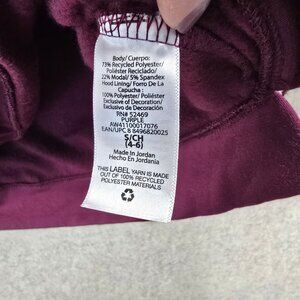 Body/ Cuerpo:
73% Recycled Polyester/
Poliéster Reciclado/
22% Modal/ 5% Spandex
Hood Lining/ Forro De La
Capucha :
100% Polyester/ Poliéster
Exclusive of Decoration/
Exclusivo de Decoración
RN# 52469
PURPLE
AW41100017076
EAN/UPC 8 8496820025
S/CH
(4-6)
Made In Jordan
Hecho En Jordania
THIS LABEL YARN IS MADE
OUT OF 100% RECYCLED
POLYESTER MATERIALS